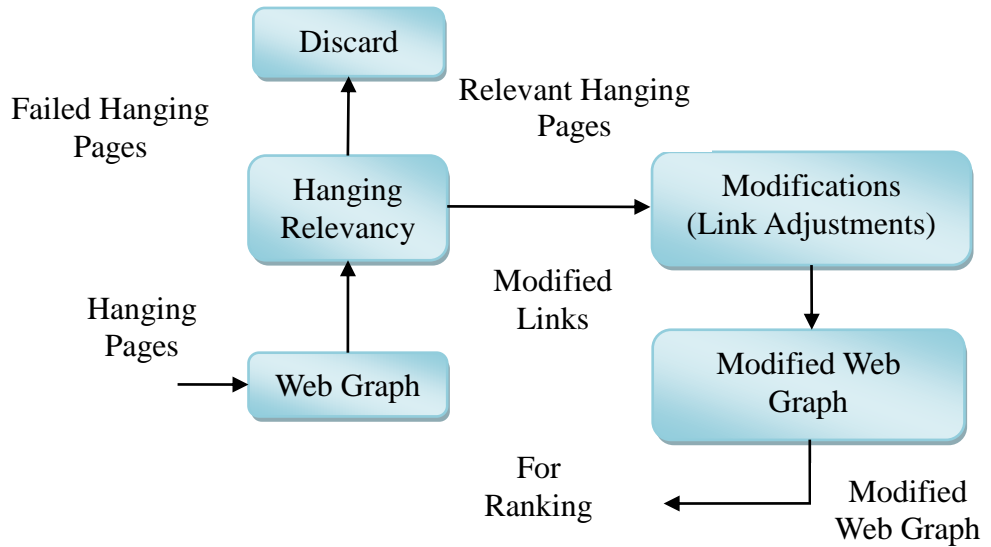 Discard
Failed Hanging
Pages
Relevant Hanging
Pages
Hanging
Relevancy
Modifications
(Link Adjustments)
Modified
Links
Hanging
Pages
Web Graph
Modified Web
Graph
For
Ranking
Modified
Web Graph